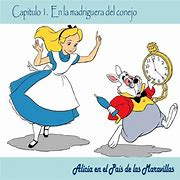 Capítulo 1. En la madriguera del conejo
Alicia en el País de las Maravillas